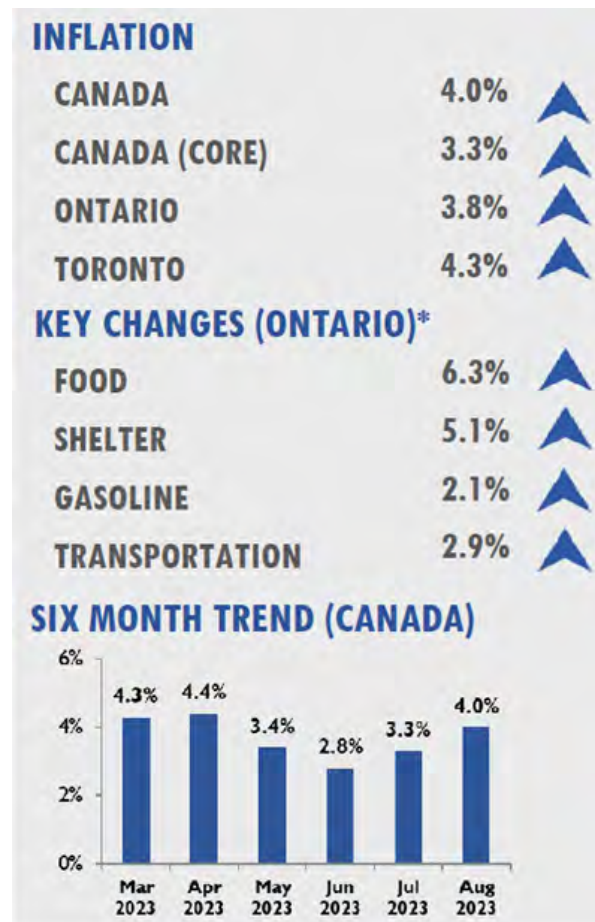 INFLATION
CANADA 4.0%
CANADA (CORE) 3.3%
ONTARIO 3.8%
TORONTO 4.3%
KEY CHANGES (ONTARIO)*
FOOD 6.3%
SHELTER 5.1%
GASOLINE 2.1%
TRANSPORTATION 2.9%
SIX MONTH TREND (CANADA)
6%
4%
2%
0%
4.3% 4.4% 3.4% 2.8% 3.3% 4.0%
Mar Apr May Jun Jul Aug
2023 2023 2023 2023 2023 2023